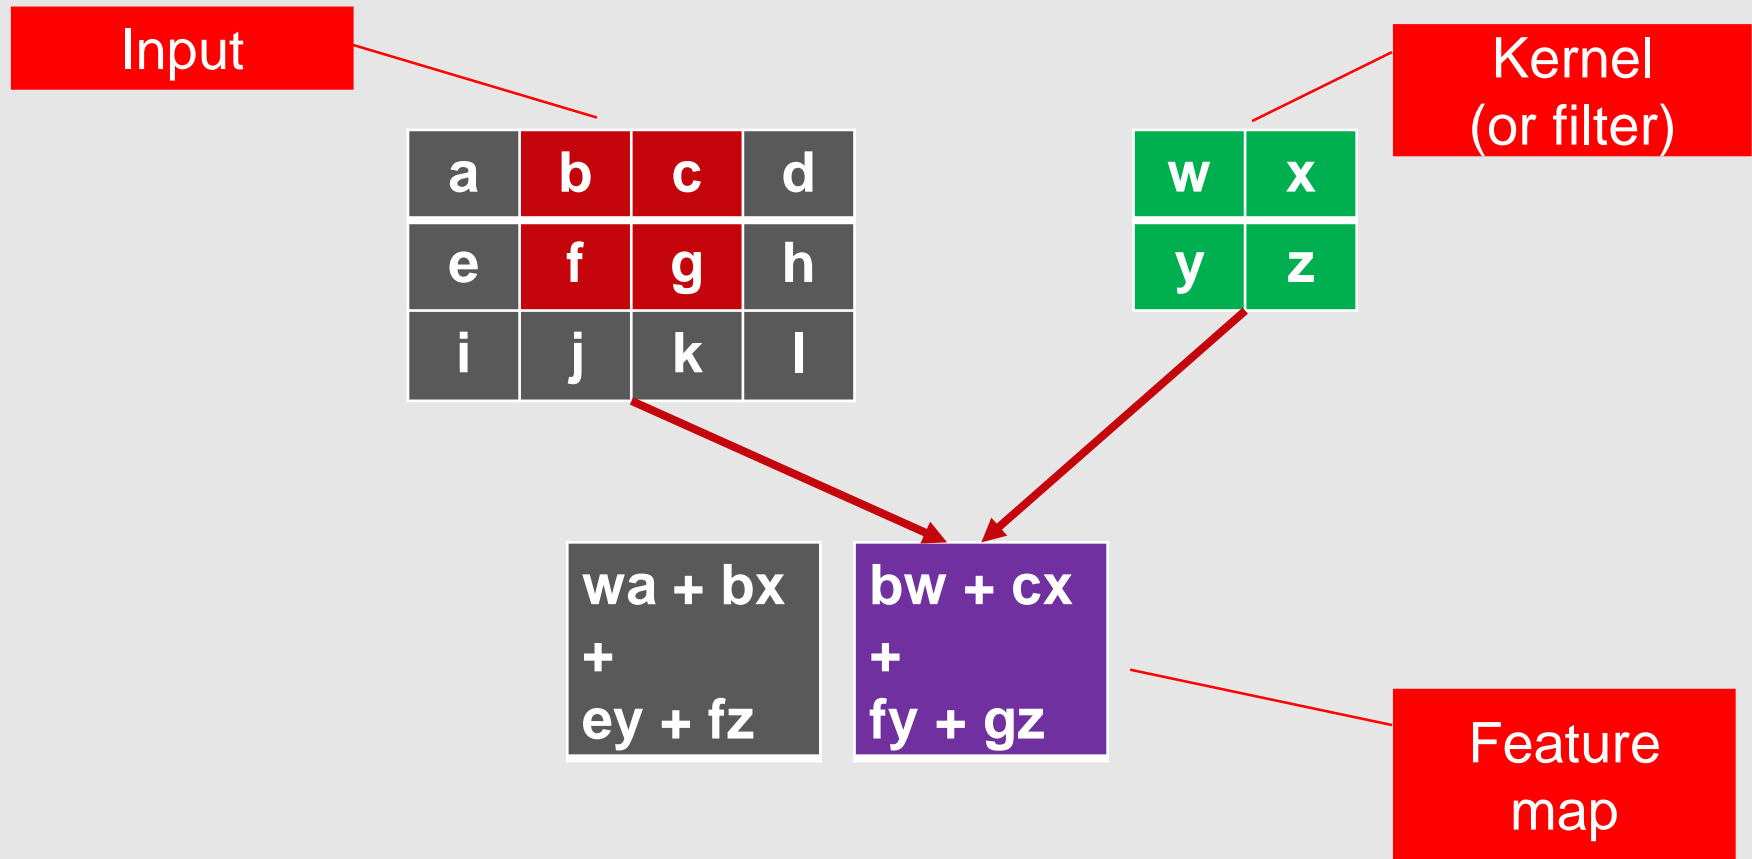 Input
Kernel
(or filter)
a b c d
w x
e f g h
y z
i j k l
wa + bx
+
ey + fz
bw + cx
+
fy + gz
Feature
map